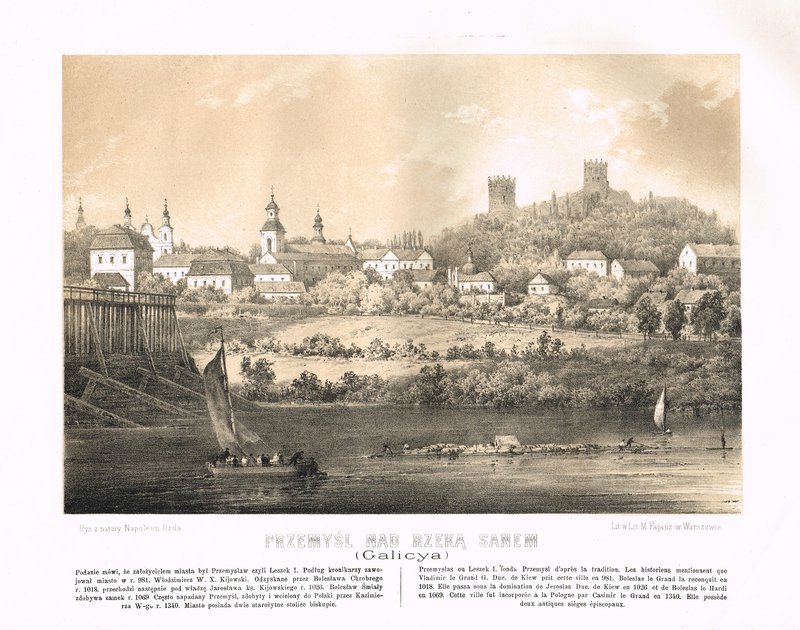 Rys. z natury Napoleon Orda.
Lit. w Lit. M. Fajans w Warszawie.
PRZEMYŚL NAD RZEKĄ SANEM
(Galicya)
Podanie mówi, że założycielem miasta był Przemysław czyli Leszek I. Podług kronikarzy zawo-
jował miasto w r. 981. Włodzimierz W. X. Kijowski. Odzyskane przez Bolesława Chrobrego
r. 1018. przechodzi następnie pod władzę Jarosława ks. Kijowskiego r. 1026. Bolesław Śmiały
zdobywa zamek r. 1069 Często napadany Przemyśl, zdobyty i wcielony do Polski przez Kazimie-
rza W-go r. 1340. Miasto posiada dwie starożytne stolice biskupie.
Przemyslas ou Leszek I. fonda Przemyśl d'après la tradition. Les historiens mentionnent que
Vladimir le Grand G. Duc. de Kiew prit cette ville en 981. Boleslas le Grand la reconquit en
1018. Elle passa sous la domination de Jeroslas Duc. de Kiew en 1026. et de Boleslas le Hardi
en 1069. Cette ville fut incorporée à la Pologne par Casimir le Grand en 1340. Elle possède
deux antiques sièges épiscopaux.